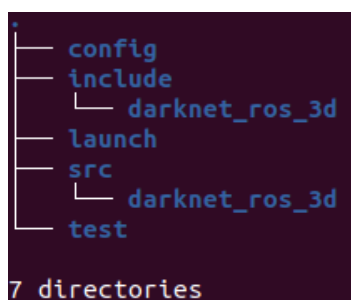 .
├── config
├── include
│   └── darknet_ros_3d
├── launch
├── src
│   └── darknet_ros_3d
└── test
7 directories